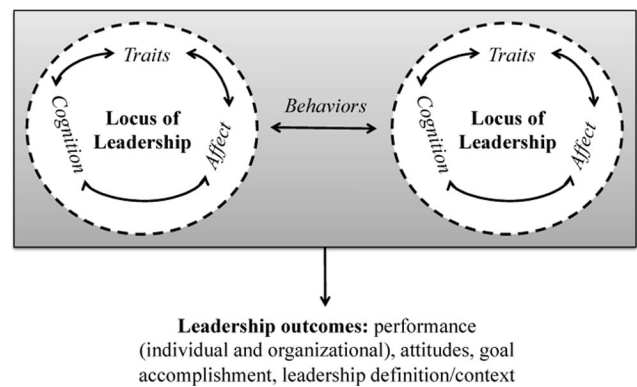 Traits
Cognition
Locus of
Leadership
Affect
Behaviors
Traits
Cognition
Locus of
Leadership
Affect
Leadership outcomes: performance
(individual and organizational), attitudes, goal
accomplishment, leadership definition/context